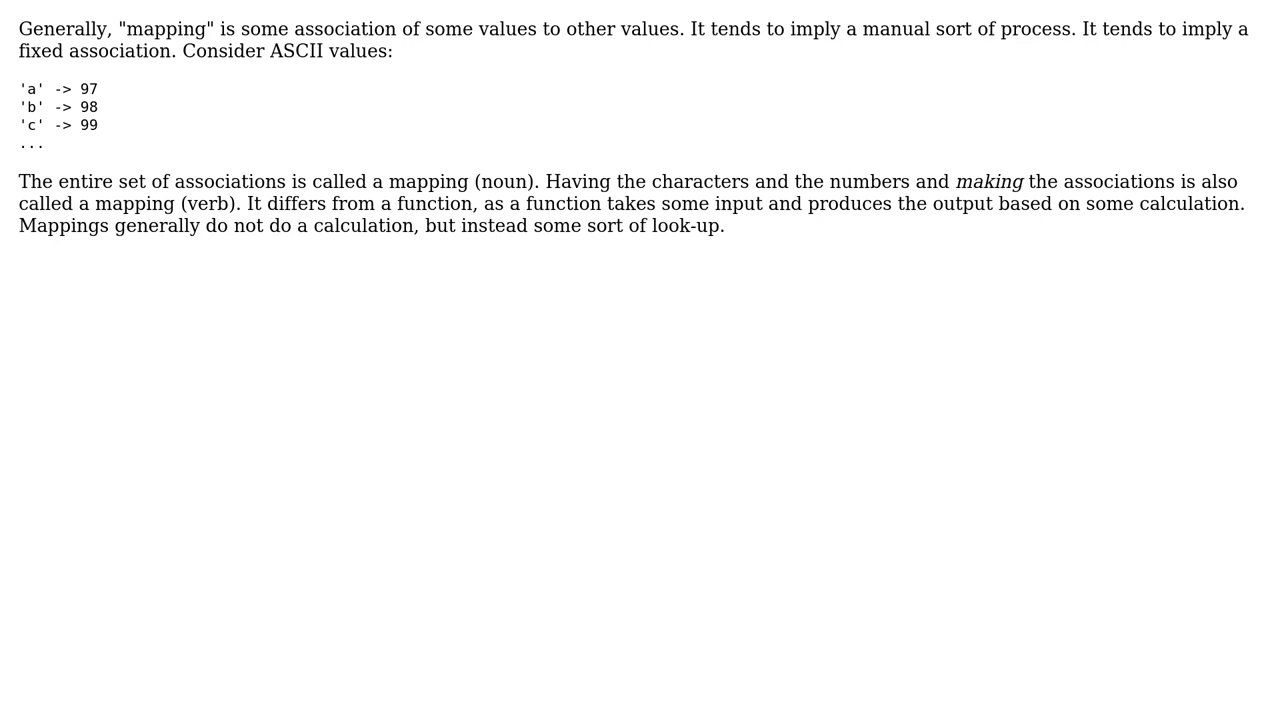 Generally, "mapping" is some association of some values to other values. It tends to imply a manual sort of process. It tends to imply a
fixed association. Consider ASCII values:
'a' -> 97
'b' -> 98
'c' -> 99
...
The entire set of associations is called a mapping (noun). Having the characters and the numbers and making the associations is also
called a mapping (verb). It differs from a function, as a function takes some input and produces the output based on some calculation.
Mappings generally do not do a calculation, but instead some sort of look-up.